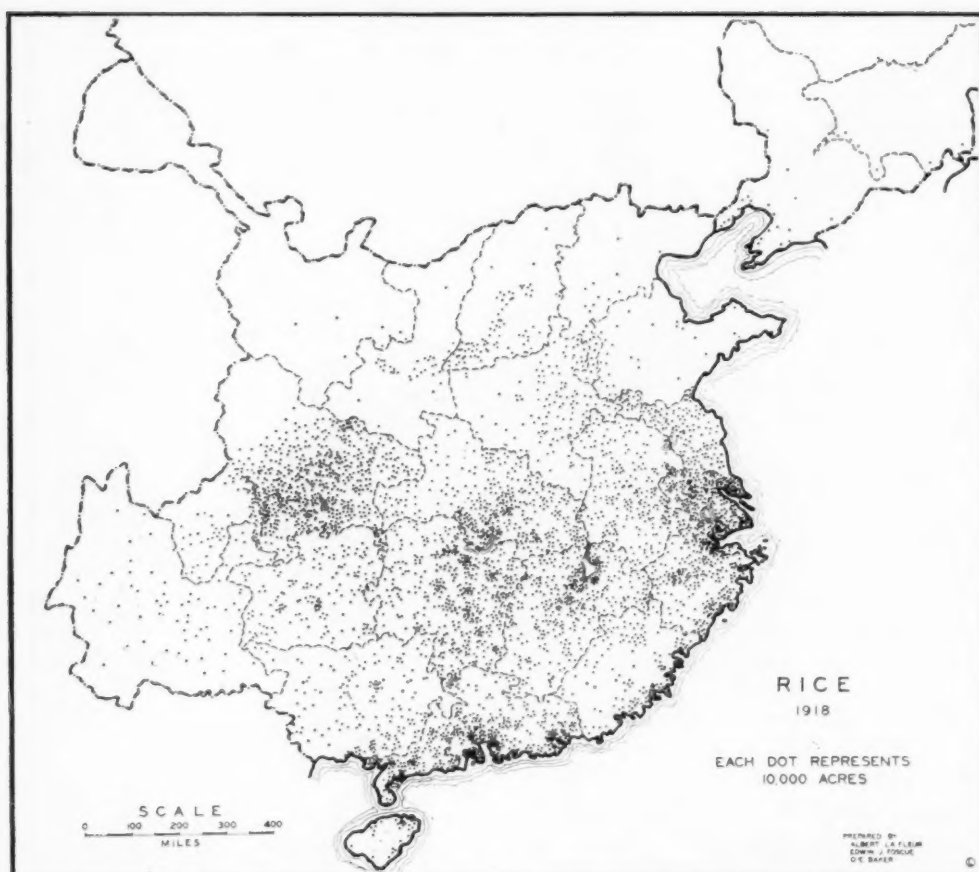 RICE
1918
EACH DOT REPRESENTS
10,000 ACRES
SCALE
0 100 200 300 400
MILES
PREPARED BY
ALBERT LA FLEUR
EDWIN J. FOSCUE
O.E. BAKER
©